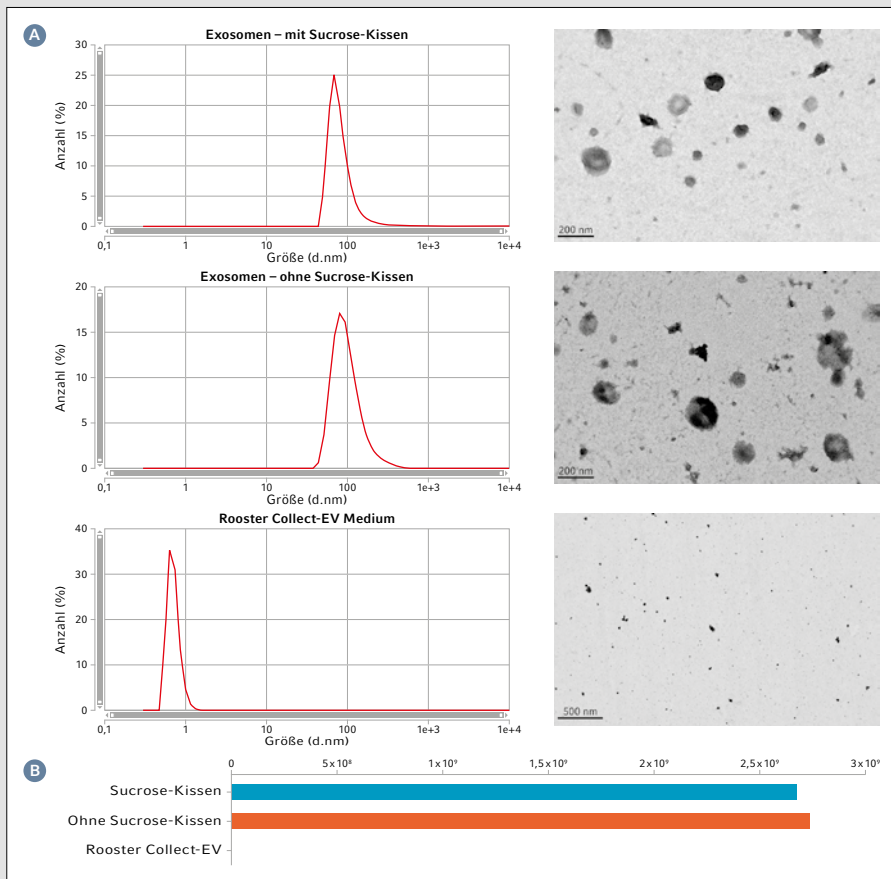 A
Exosomen – mit Sucrose-Kissen
Anzahl (%)
30
25
20
15
10
5
0
0,1 1 10 100 1e+3 1e+4
Größe (d.nm)
200 nm
Exosomen – ohne Sucrose-Kissen
Anzahl (%)
20
15
10
5
0
0,1 1 10 100 1e+3 1e+4
Größe (d.nm)
200 nm
Rooster Collect-EV Medium
Anzahl (%)
40
30
20
10
0
0,1 1 10 100 1e+3 1e+4
Größe (d.nm)
500 nm
B
0 5×10⁸ 1×10⁹ 1,5×10⁹ 2×10⁹ 2,5×10⁹ 3×10⁹
Sucrose-Kissen
Ohne Sucrose-Kissen
Rooster Collect-EV